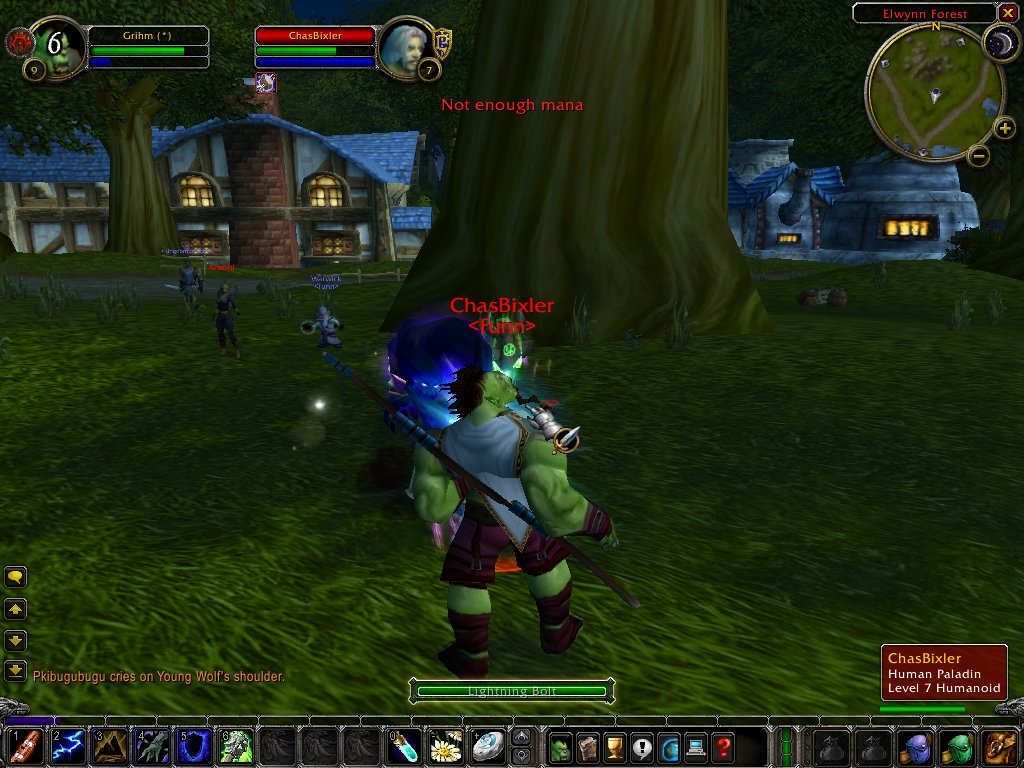 6
Grihm (*)
9
ChasBixler
7
Elwynn Forest
N
Not enough mana
ChasBixler
<Funn>
<Funn>
Pkibugubugu cries on Young Wolf's shoulder.
Lightning Bolt
ChasBixler
Human Paladin
Level 7 Humanoid
1
2
3
4
5
6
0